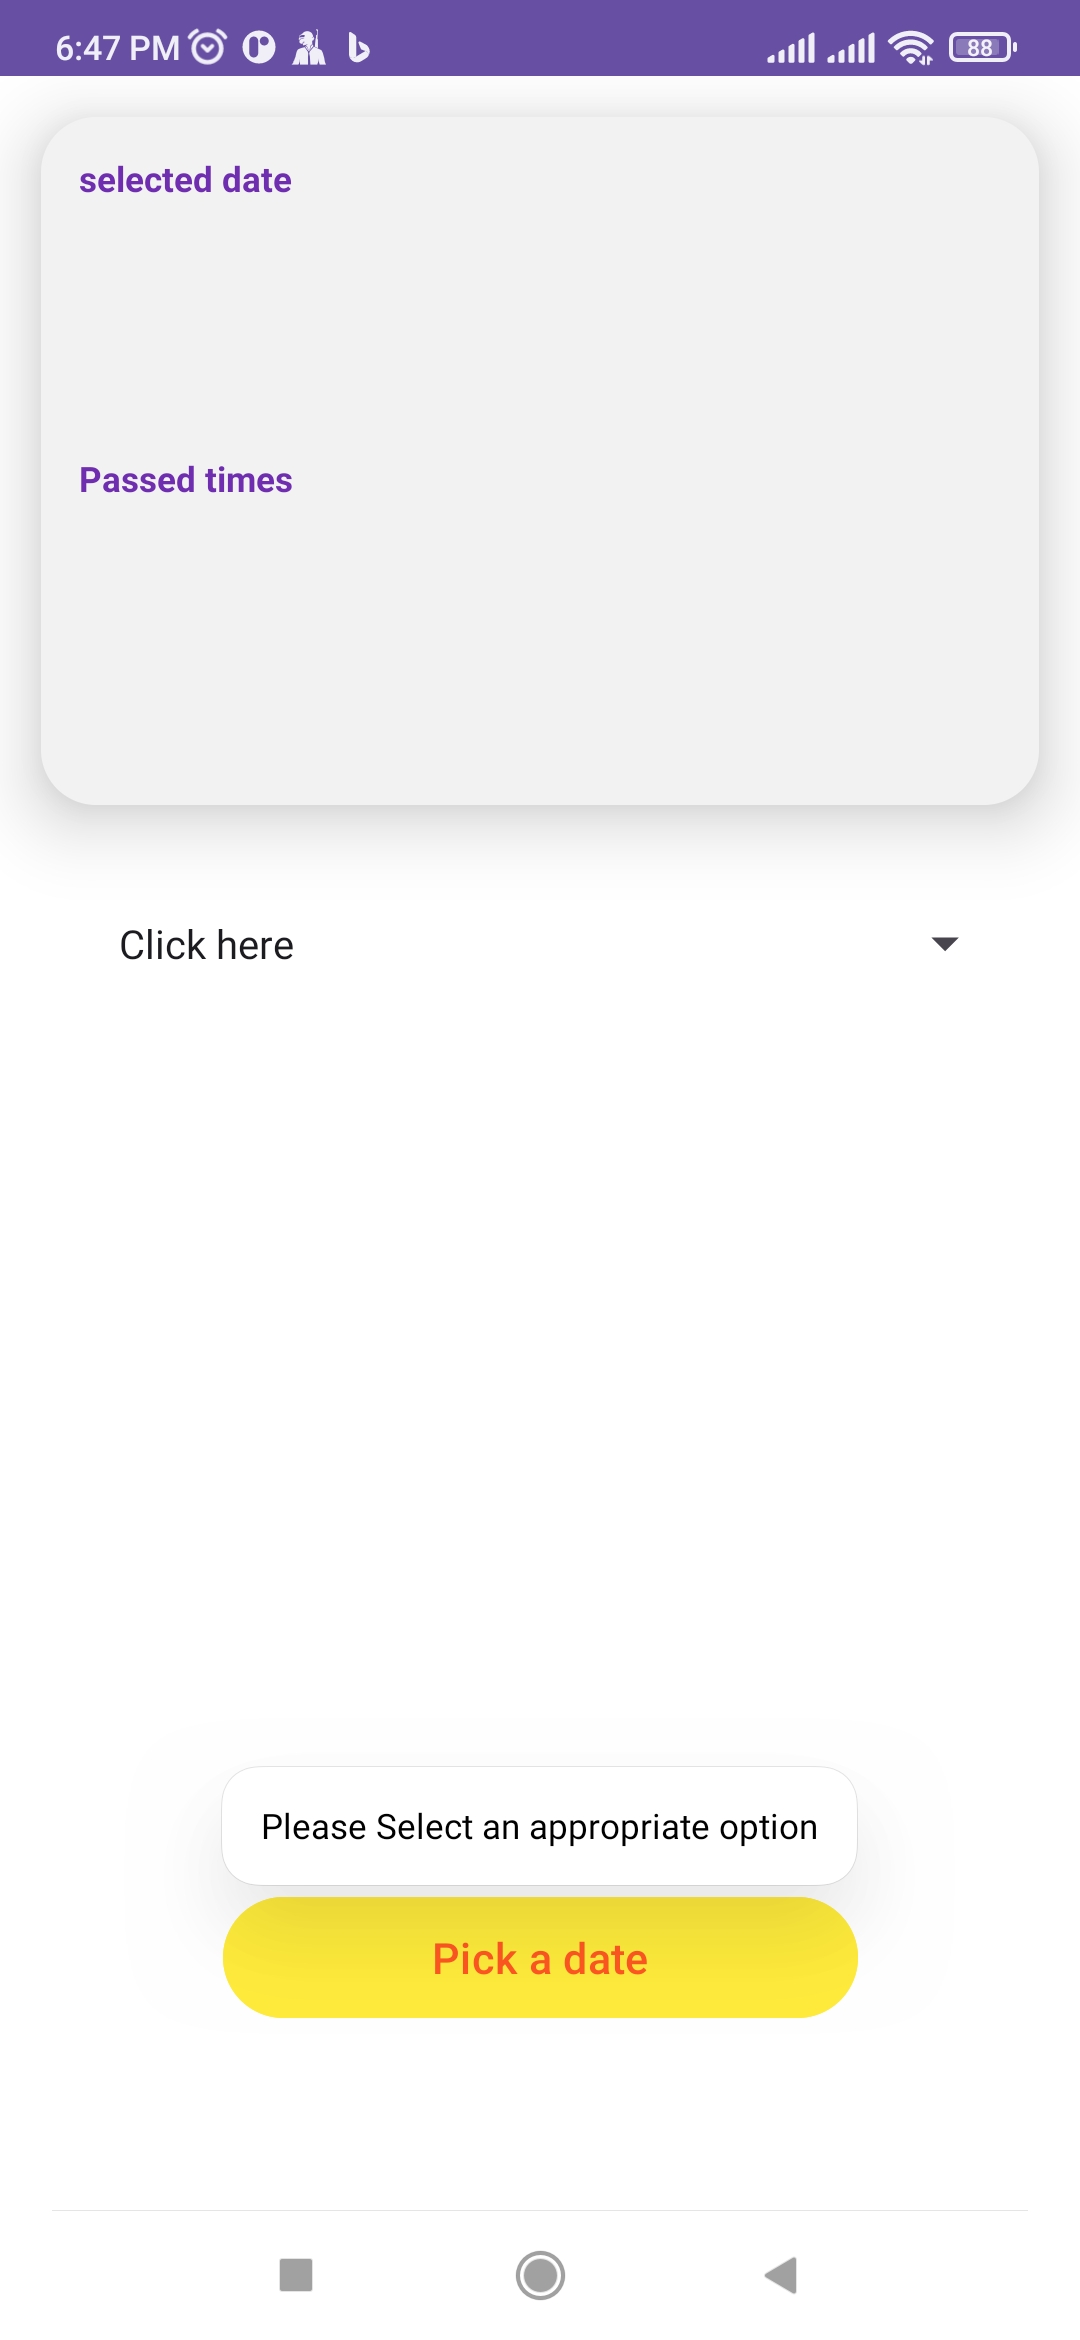 6:47 PM 88
selected date
Passed times
Click here
Please Select an appropriate option
Pick a date